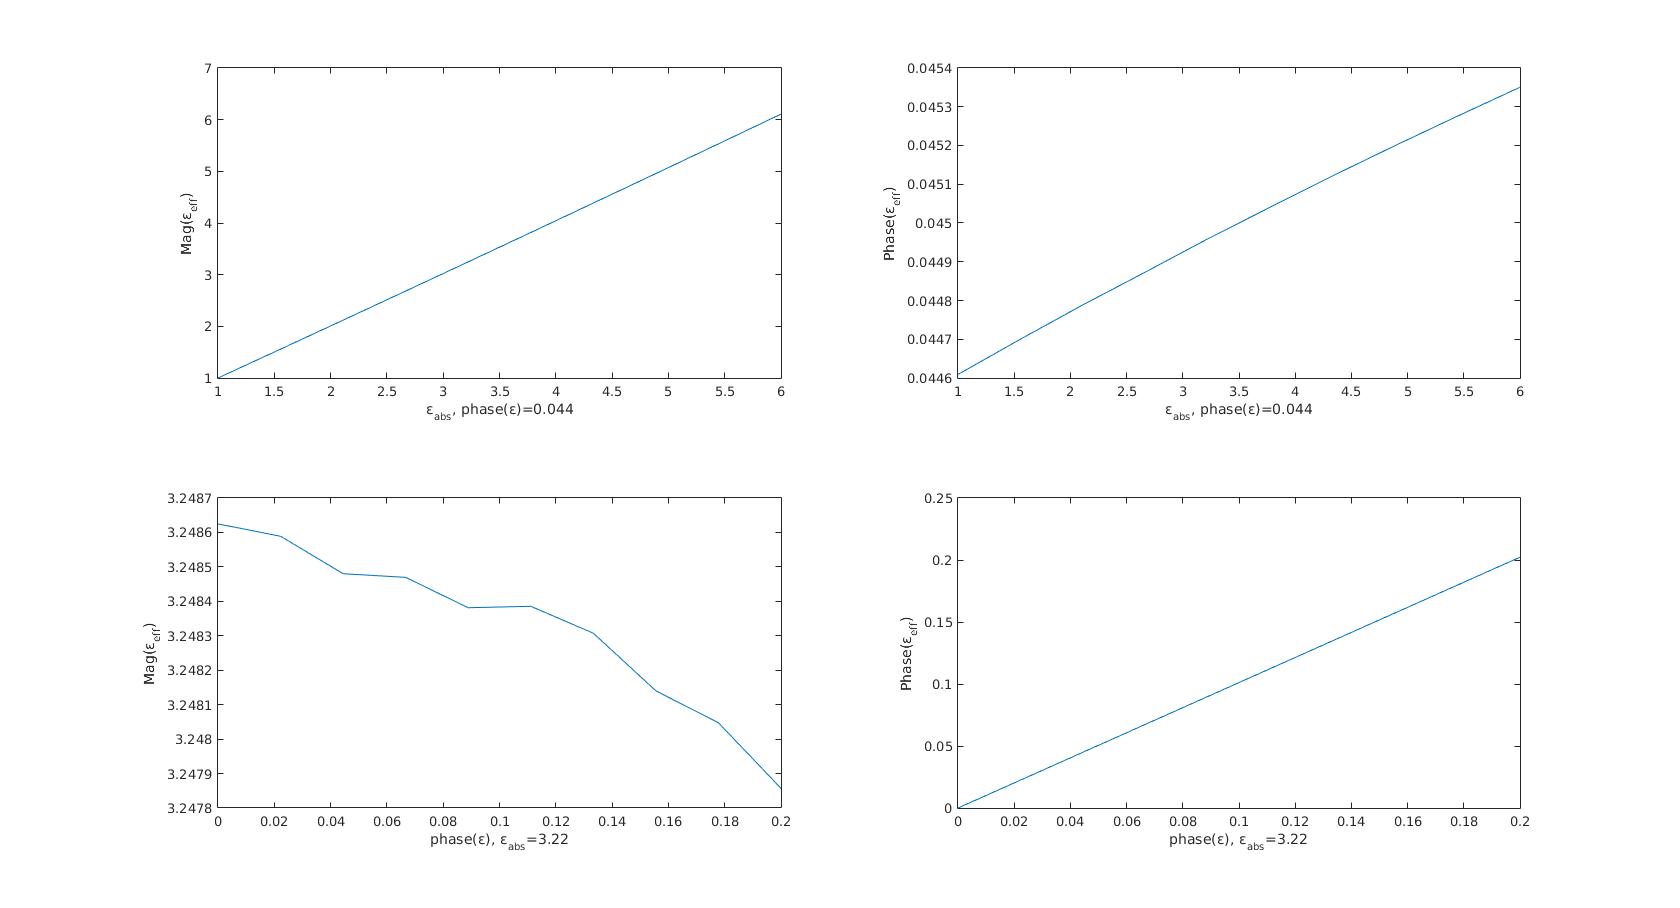 7
6
5
4
3
2
1
Mag(ε_eff)
1 1.5 2 2.5 3 3.5 4 4.5 5 5.5 6
ε_abs, phase(ε)=0.044
0.0454
0.0453
0.0452
0.0451
0.045
0.0449
0.0448
0.0447
0.0446
Phase(ε_eff)
1 1.5 2 2.5 3 3.5 4 4.5 5 5.5 6
ε_abs, phase(ε)=0.044
3.2487
3.2486
3.2485
3.2484
3.2483
3.2482
3.2481
3.248
3.2479
3.2478
Mag(ε_eff)
0 0.02 0.04 0.06 0.08 0.1 0.12 0.14 0.16 0.18 0.2
phase(ε), ε_abs=3.22
0.25
0.2
0.15
0.1
0.05
0
Phase(ε_eff)
0 0.02 0.04 0.06 0.08 0.1 0.12 0.14 0.16 0.18 0.2
phase(ε), ε_abs=3.22